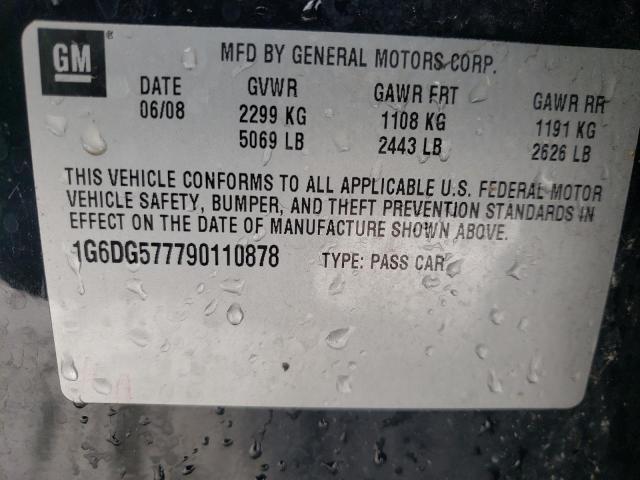 GM® MFD BY GENERAL MOTORS CORP.
DATE GVWR GAWR FRT GAWR RR
06/08 2299 KG 1108 KG 1191 KG
5069 LB 2443 LB 2626 LB
THIS VEHICLE CONFORMS TO ALL APPLICABLE U.S. FEDERAL MOTOR
VEHICLE SAFETY, BUMPER, AND THEFT PREVENTION STANDARDS IN
EFFECT ON THE DATE OF MANUFACTURE SHOWN ABOVE.
1G6DG577790110878 TYPE: PASS CAR